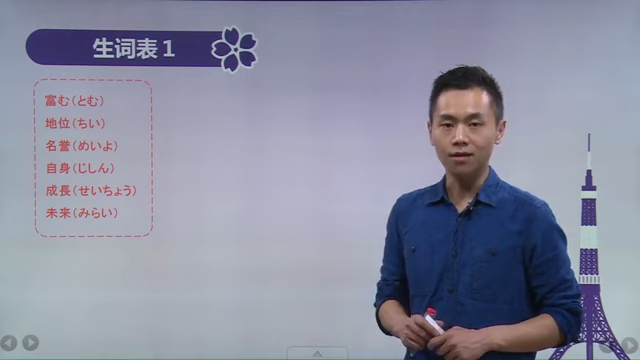 生词表1
富む(とむ)
地位(ちい)
名誉(めいよ)
自身(じしん)
成長(せいちょう)
未来(みらい)